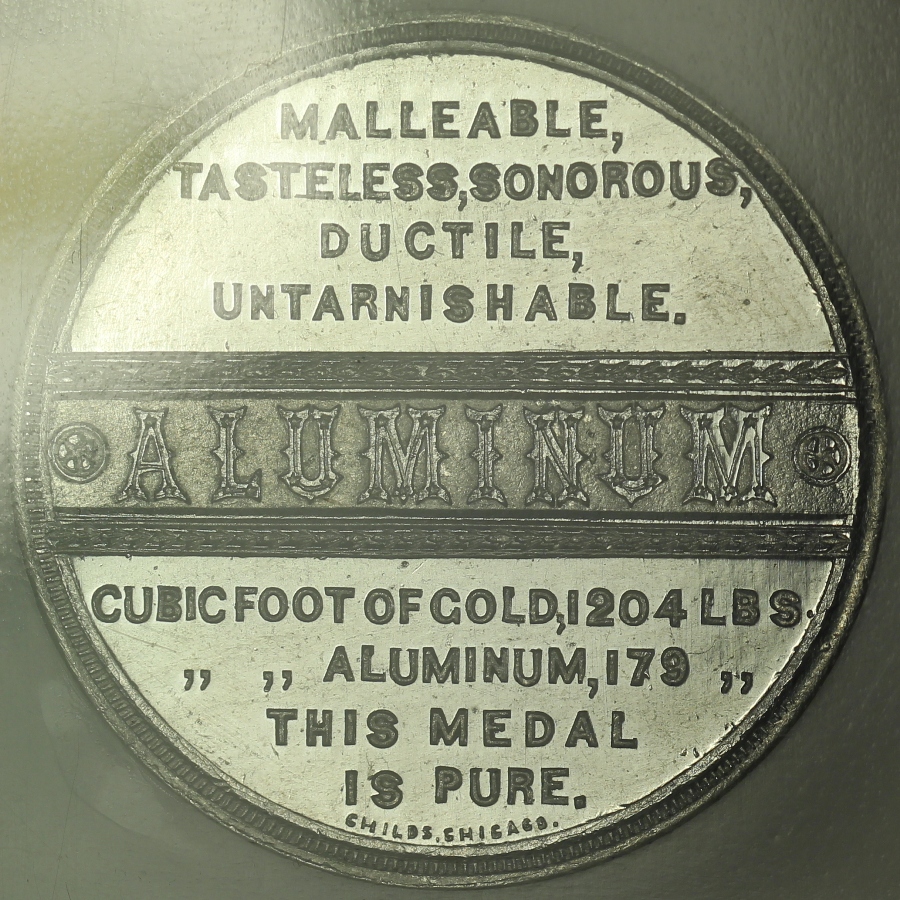 MALLEABLE,
TASTELESS,SONOROUS,
DUCTILE,
UNTARNISHABLE.
ALUMINUM
CUBIC FOOT OF GOLD,1204 LBS.
,, ,, ALUMINUM,179 ,,
THIS MEDAL
IS PURE.
CHILDS,CHICAGO.